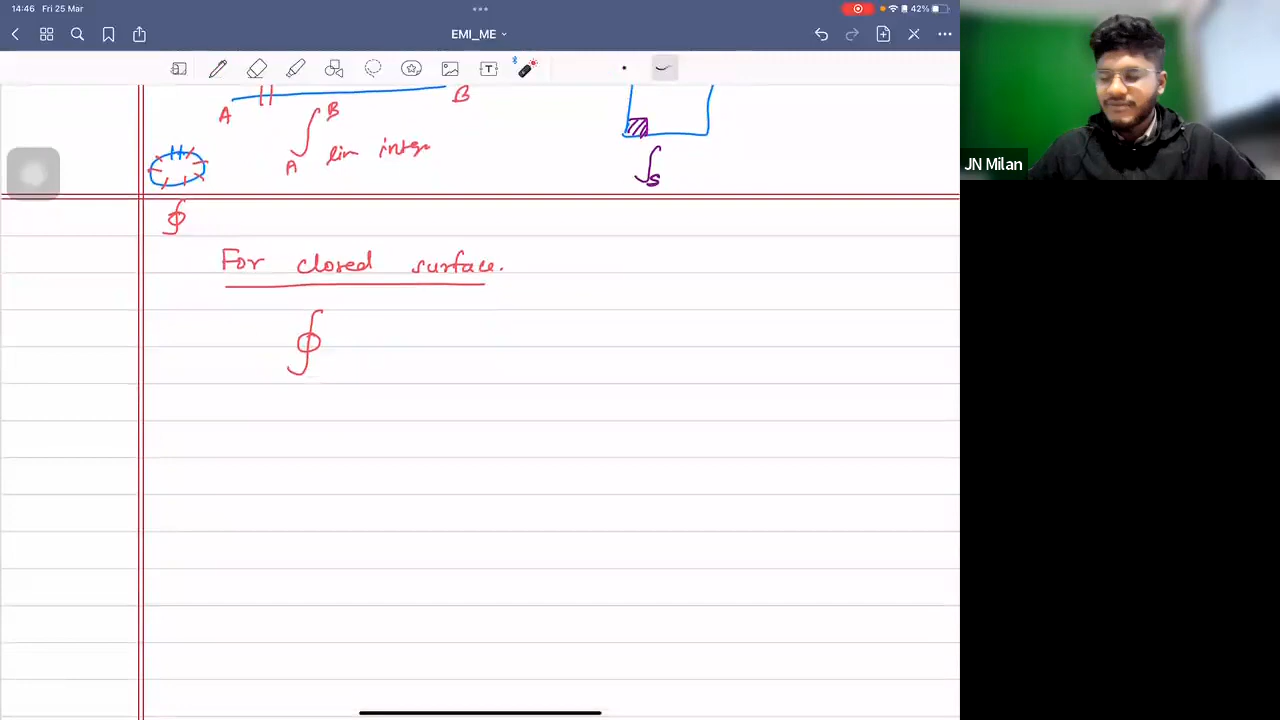 14:46 Fri 25 Mar
42%
EMI_ME
T
A
B
A ∫ B
lin integ
∫s
∮
For closed surface.
∮
JN Milan